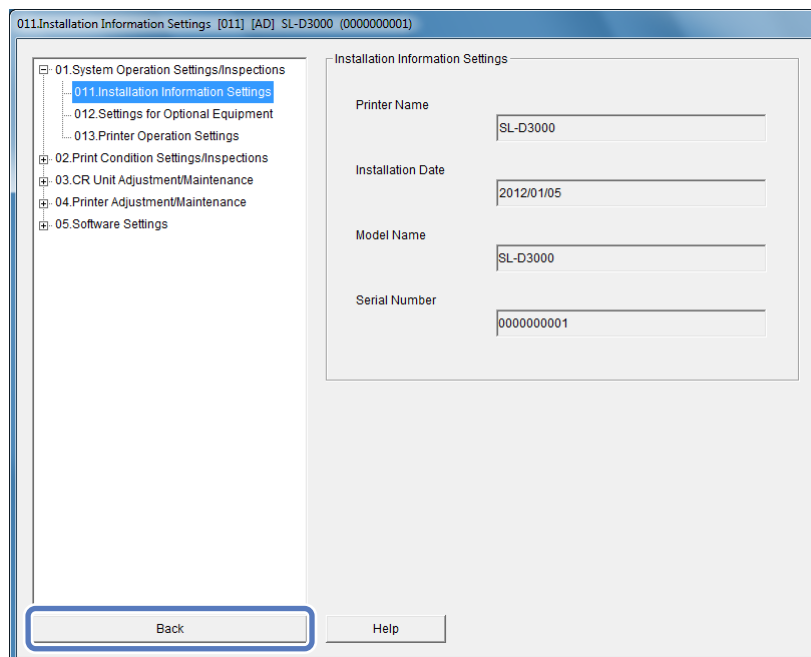 011.Installation Information Settings [011] [AD] SL-D3000 (0000000001)
01.System Operation Settings/Inspections
011.Installation Information Settings
012.Settings for Optional Equipment
013.Printer Operation Settings
02.Print Condition Settings/Inspections
03.CR Unit Adjustment/Maintenance
04.Printer Adjustment/Maintenance
05.Software Settings
Installation Information Settings
Printer Name
SL-D3000
Installation Date
2012/01/05
Model Name
SL-D3000
Serial Number
0000000001
Back
Help